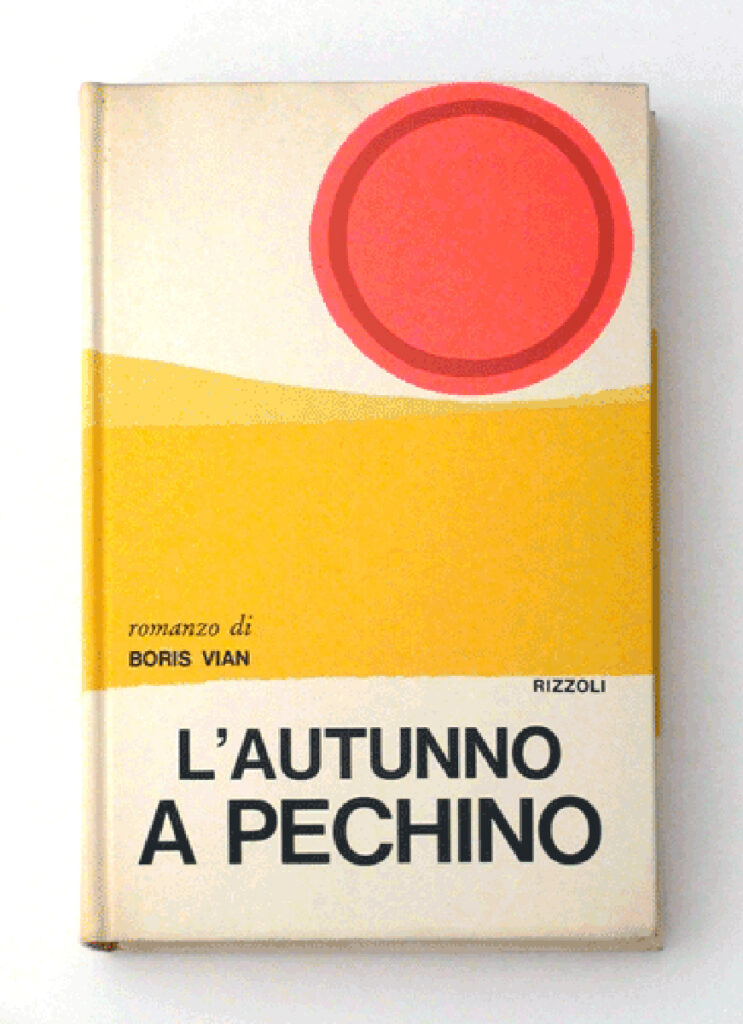 romanzo di
BORIS VIAN
RIZZOLI
L'AUTUNNO
A PECHINO